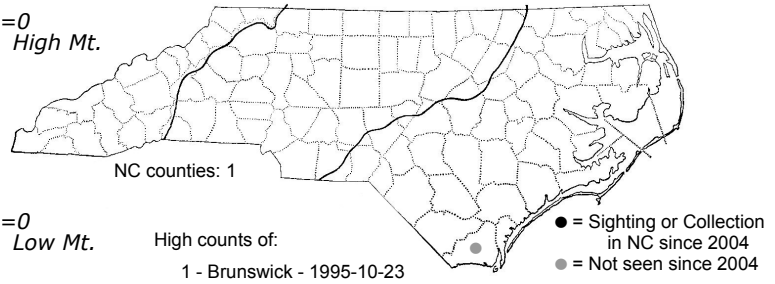 =0
High Mt.
NC counties: 1
=0
Low Mt.
High counts of:
1 - Brunswick - 1995-10-23
● = Sighting or Collection
in NC since 2004
● = Not seen since 2004